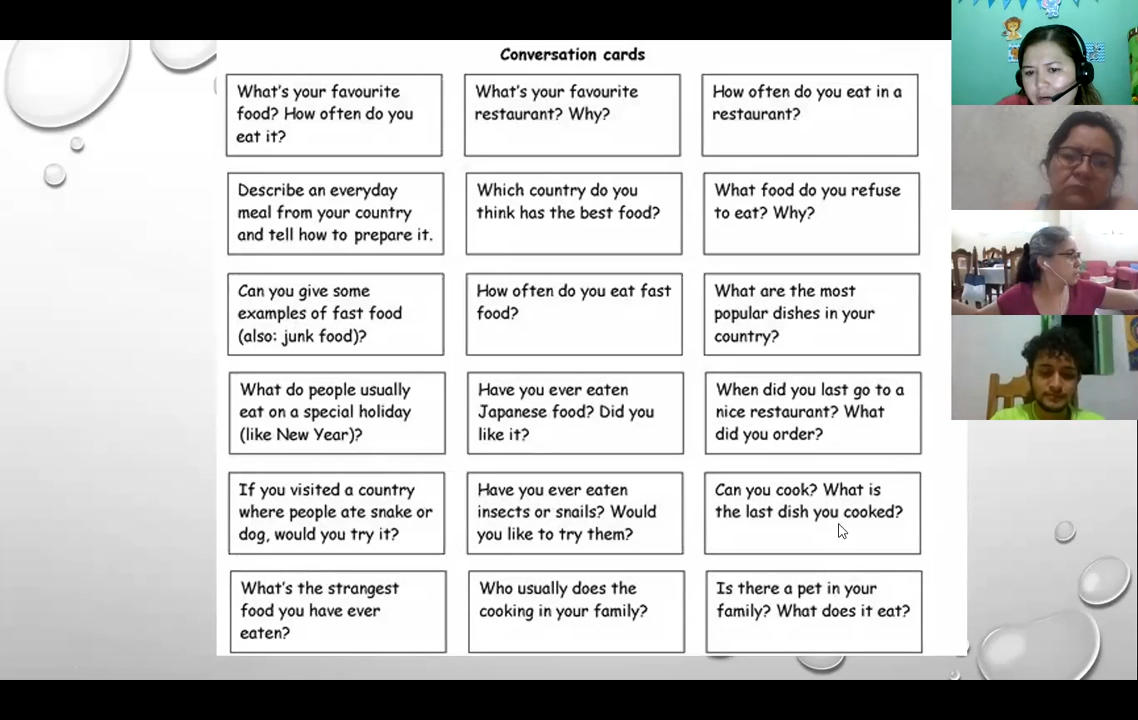 Conversation cards
What's your favourite
food? How often do you
eat it?
What's your favourite
restaurant? Why?
How often do you eat in a
restaurant?
Describe an everyday
meal from your country
and tell how to prepare it.
Which country do you
think has the best food?
What food do you refuse
to eat? Why?
Can you give some
examples of fast food
(also: junk food)?
How often do you eat fast
food?
What are the most
popular dishes in your
country?
What do people usually
eat on a special holiday
(like New Year)?
Have you ever eaten
Japanese food? Did you
like it?
When did you last go to a
nice restaurant? What
did you order?
If you visited a country
where people ate snake or
dog, would you try it?
Have you ever eaten
insects or snails? Would
you like to try them?
Can you cook? What is
the last dish you cooked?
What's the strangest
food you have ever
eaten?
Who usually does the
cooking in your family?
Is there a pet in your
family? What does it eat?